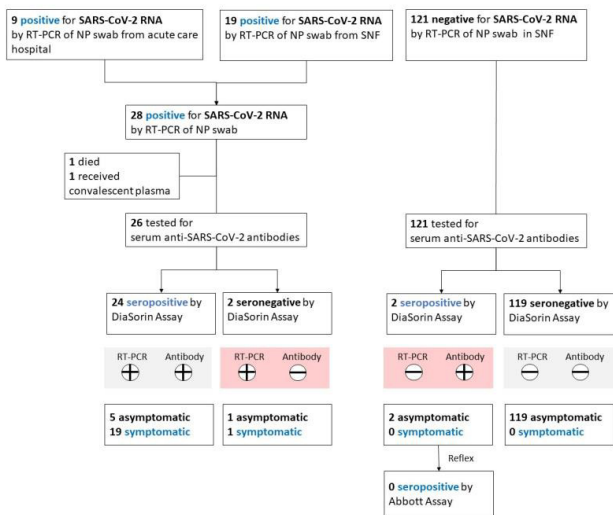 9 positive for SARS-CoV-2 RNA
by RT-PCR of NP swab from acute care
hospital
19 positive for SARS-CoV-2 RNA
by RT-PCR of NP swab from SNF
121 negative for SARS-CoV-2 RNA
by RT-PCR of NP swab in SNF
28 positive for SARS-CoV-2 RNA
by RT-PCR of NP swab
1 died
1 received
convalescent plasma
26 tested for
serum anti-SARS-CoV-2 antibodies
121 tested for
serum anti-SARS-CoV-2 antibodies
24 seropositive by
DiaSorin Assay
2 seronegative by
DiaSorin Assay
2 seropositive by
DiaSorin Assay
119 seronegative by
DiaSorin Assay
RT-PCR Antibody
RT-PCR Antibody
RT-PCR Antibody
RT-PCR Antibody
5 asymptomatic
19 symptomatic
1 asymptomatic
1 symptomatic
2 asymptomatic
0 symptomatic
119 asymptomatic
0 symptomatic
Reflex
0 seropositive by
Abbott Assay